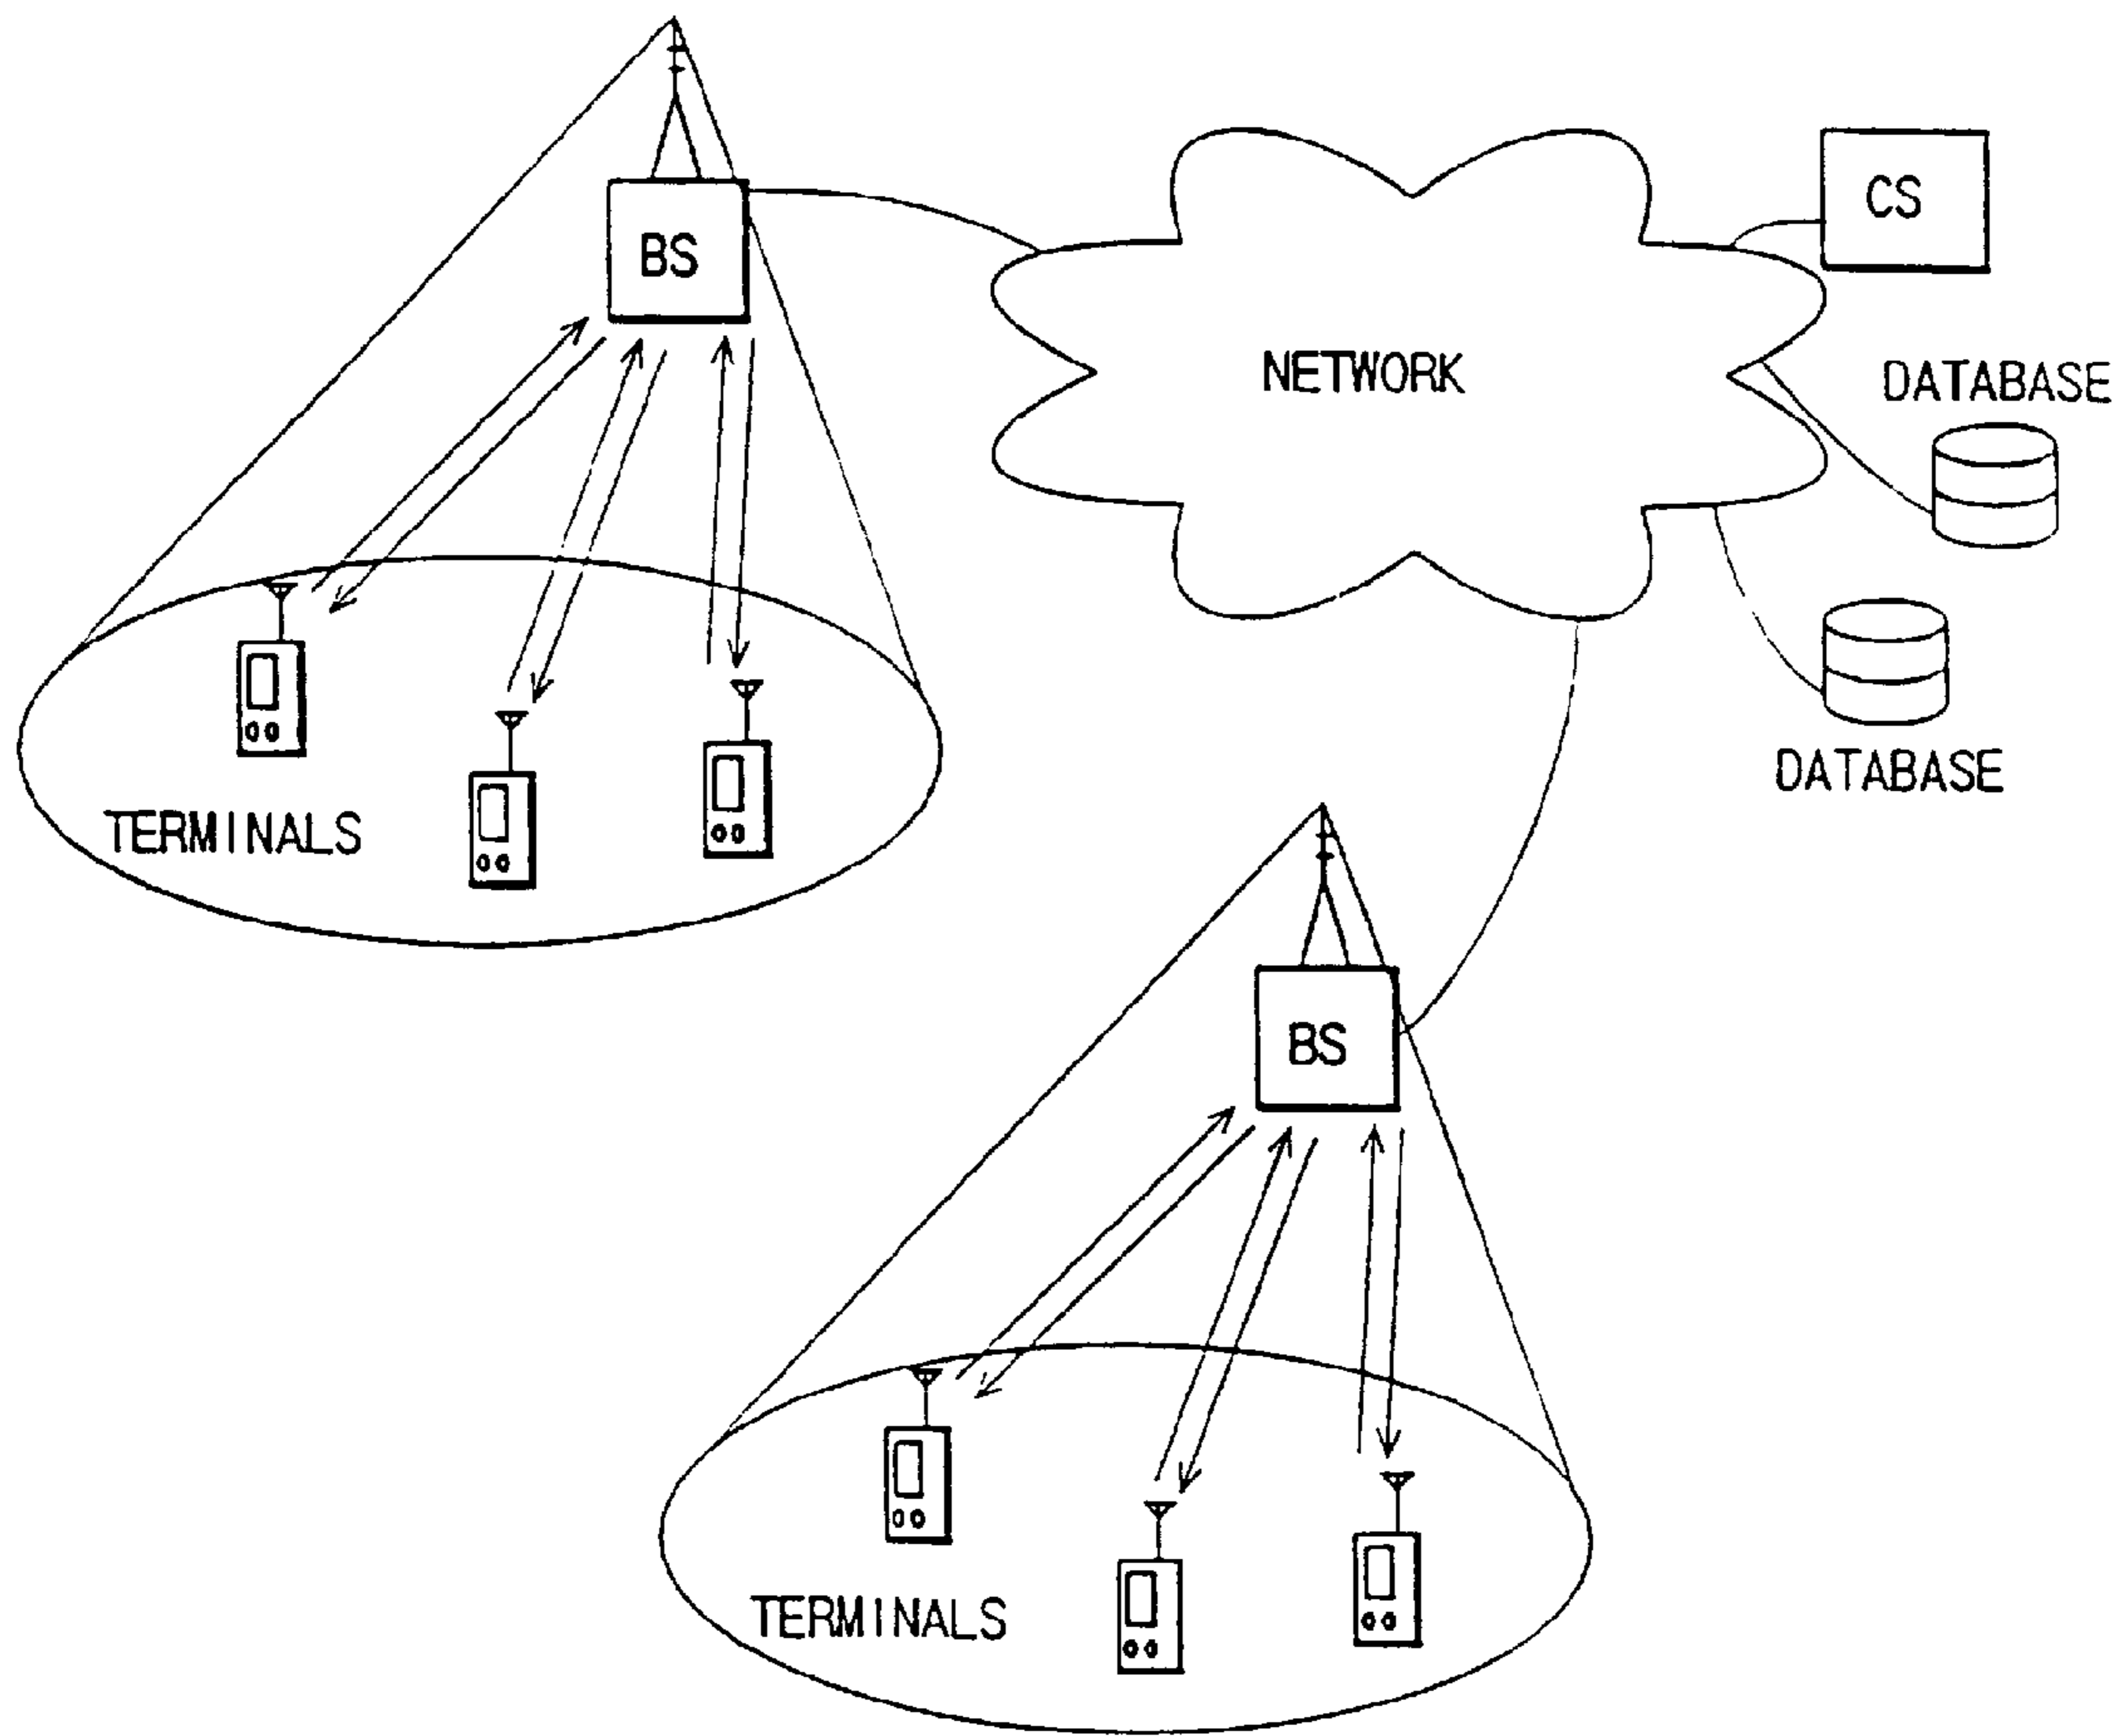 BS
CS
NETWORK
DATABASE
DATABASE
TERMINALS
BS
TERMINALS